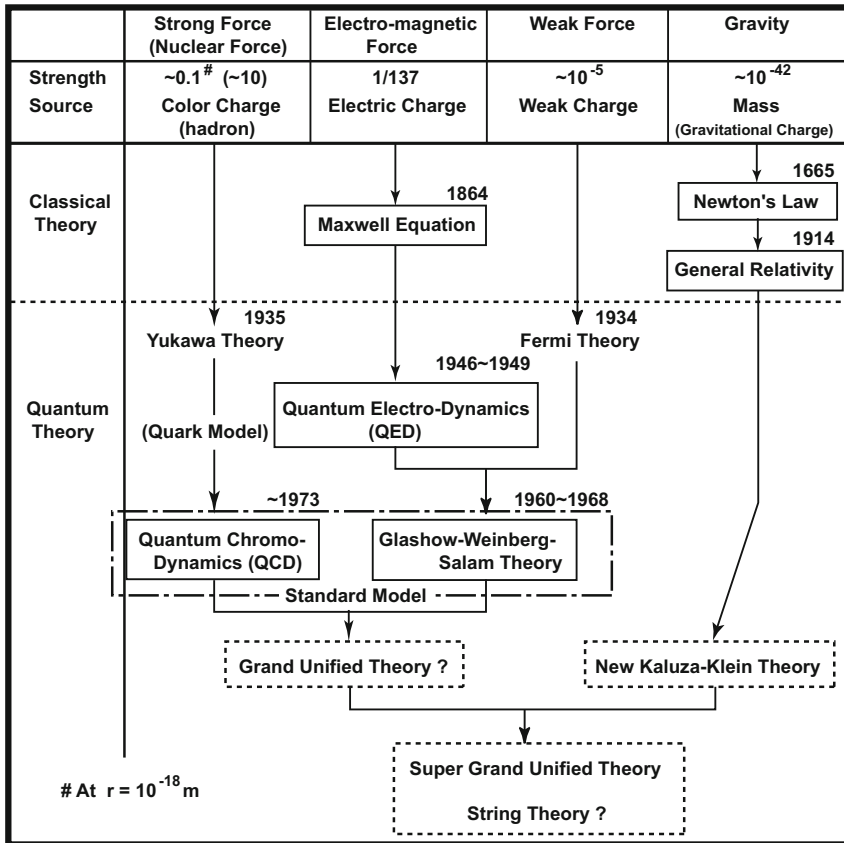 Strong Force
(Nuclear Force)
Electro-magnetic
Force
Weak Force
Gravity
Strength
~0.1# (~10)
1/137
~10-5
~10-42
Source
Color Charge
(hadron)
Electric Charge
Weak Charge
Mass
(Gravitational Charge)
Classical
Theory
1864
Maxwell Equation
1665
Newton's Law
1914
General Relativity
1935
Yukawa Theory
1934
Fermi Theory
Quantum
Theory
(Quark Model)
1946~1949
Quantum Electro-Dynamics
(QED)
~1973
Quantum Chromo-
Dynamics (QCD)
1960~1968
Glashow-Weinberg-
Salam Theory
Standard Model
Grand Unified Theory ?
New Kaluza-Klein Theory
Super Grand Unified Theory
String Theory ?
# At r = 10-18 m